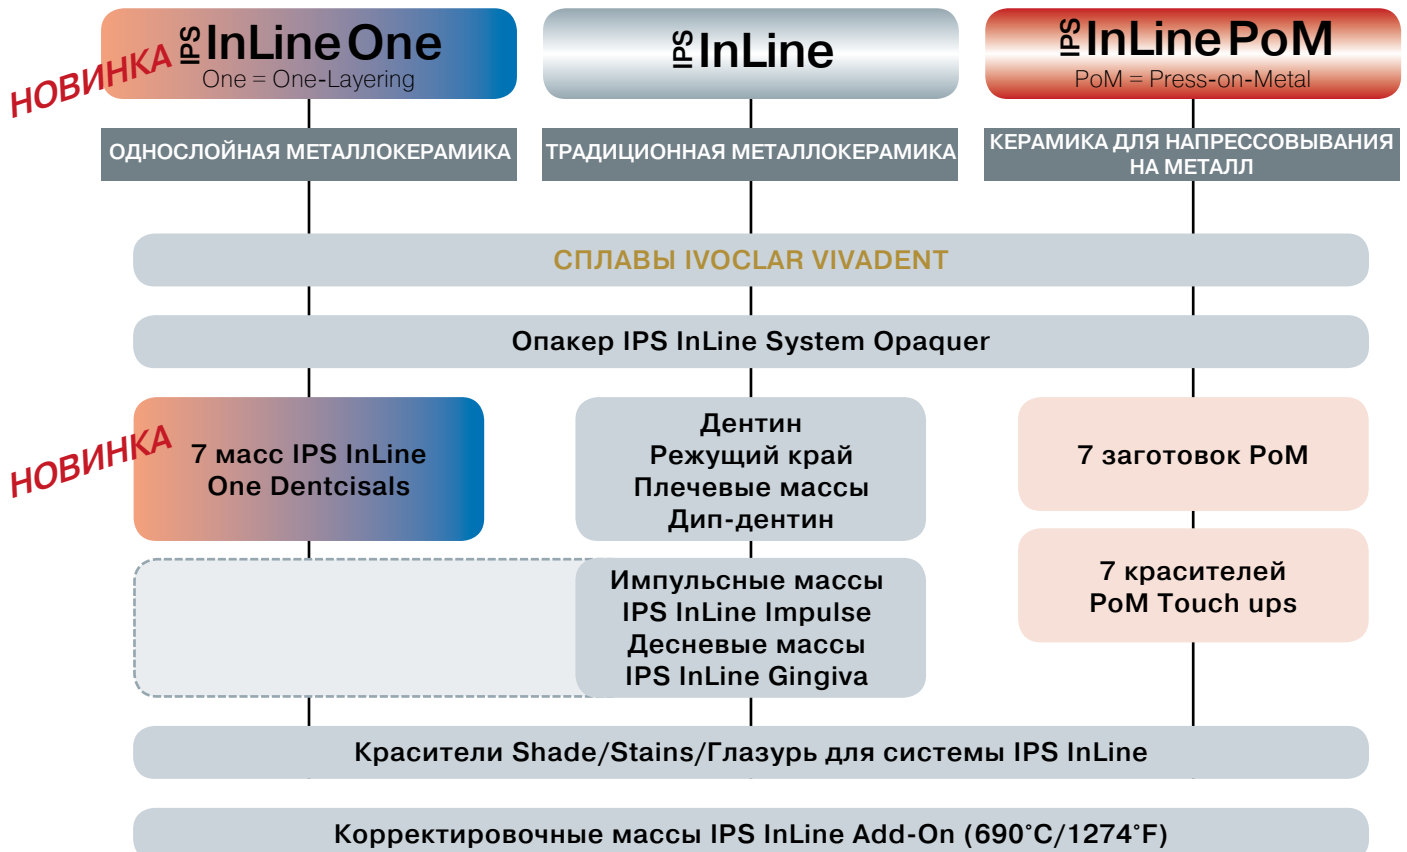 НОВИНКА
IPS InLine One
One = One-Layering
IPS InLine
IPS InLine PoM
PoM = Press-on-Metal
ОДНОСЛОЙНАЯ МЕТАЛЛОКЕРАМИКА
ТРАДИЦИОННАЯ МЕТАЛЛОКЕРАМИКА
КЕРАМИКА ДЛЯ НАПРЕССОВЫВАНИЯ
НА МЕТАЛЛ
СПЛАВЫ IVOCLAR VIVADENT
Опакер IPS InLine System Opaquer
НОВИНКА
7 масс IPS InLine
One Dentcisals
Дентин
Режущий край
Плечевые массы
Дип-дентин
7 заготовок PoM
Импульсные массы
IPS InLine Impulse
Десневые массы
IPS InLine Gingiva
7 красителей
PoM Touch ups
Красители Shade/Stains/Глазурь для системы IPS InLine
Корректировочные массы IPS InLine Add-On (690°C/1274°F)